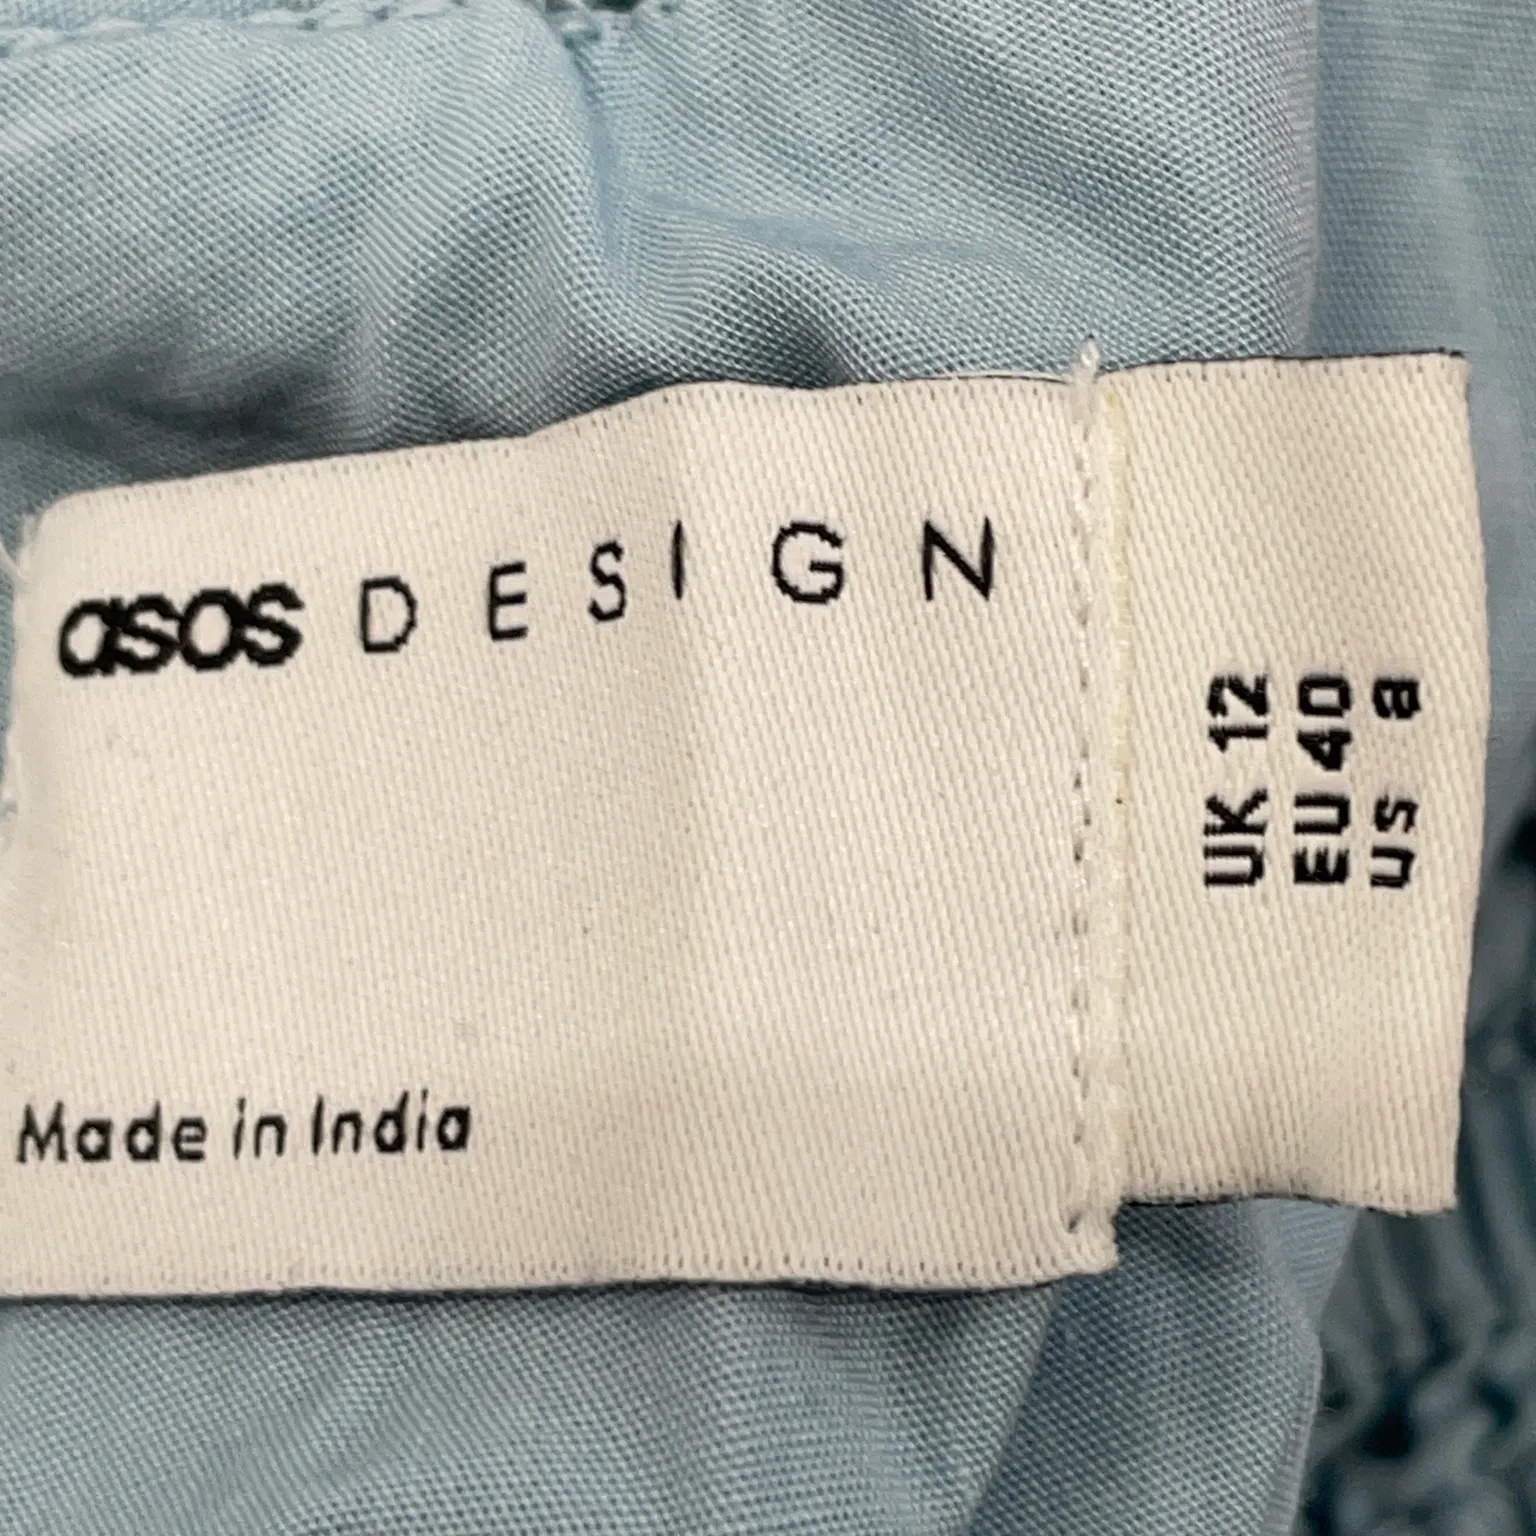 asos DESIGN
Made in India
UK 12
EU 40
US 8